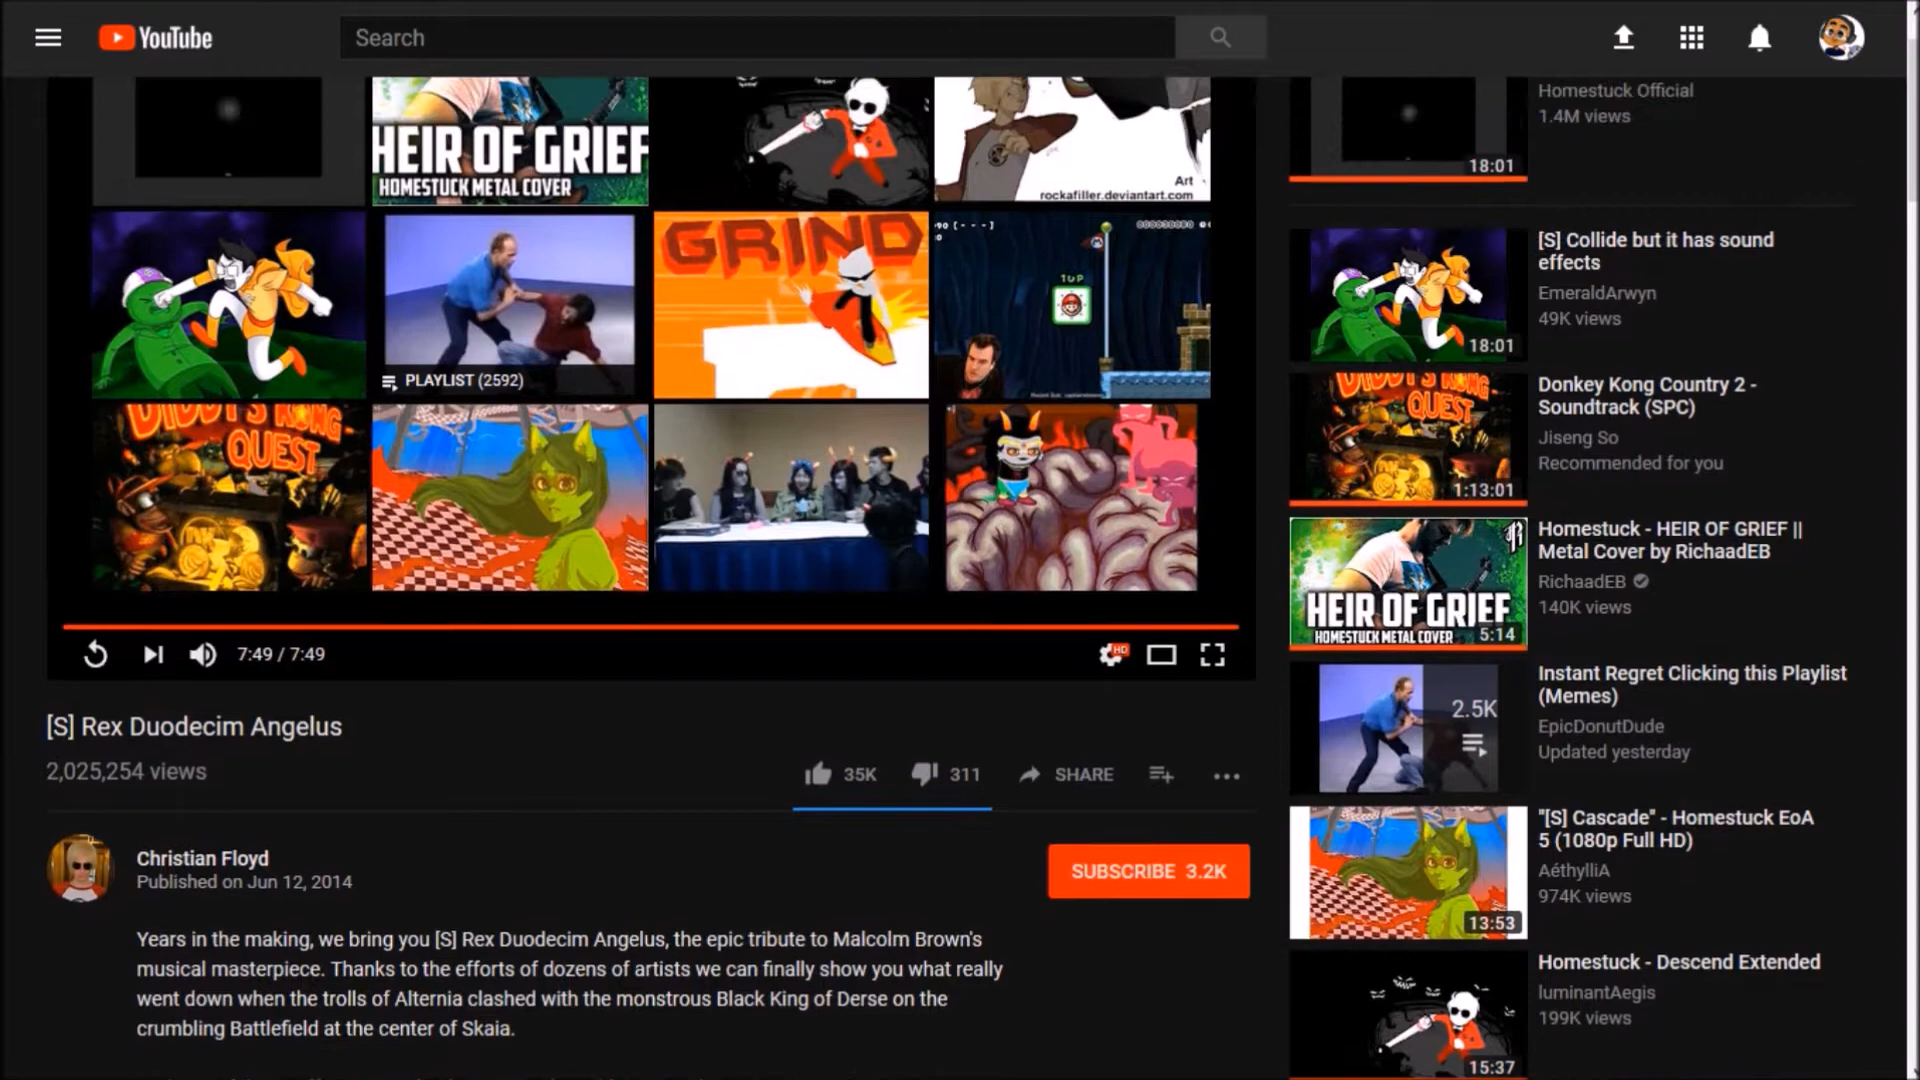 YouTube
Search
HEIR OF GRIEF
HOMESTUCK METAL COVER
Art
rockafiller.deviantart.com
GRIND
1UP
PLAYLIST (2592)
DIDDY'S KONG
QUEST
7:49 / 7:49
HD
[S] Rex Duodecim Angelus
2,025,254 views
35K
311
SHARE
Christian Floyd
Published on Jun 12, 2014
SUBSCRIBE 3.2K
Years in the making, we bring you [S] Rex Duodecim Angelus, the epic tribute to Malcolm Brown's
musical masterpiece. Thanks to the efforts of dozens of artists we can finally show you what really
went down when the trolls of Alternia clashed with the monstrous Black King of Derse on the
crumbling Battlefield at the center of Skaia.
Homestuck Official
1.4M views
18:01
[S] Collide but it has sound
effects
EmeraldArwyn
49K views
18:01
Donkey Kong Country 2 -
Soundtrack (SPC)
Jiseng So
Recommended for you
QUEST
1:13:01
Homestuck - HEIR OF GRIEF ||
Metal Cover by RichaadEB
RichaadEB
140K views
HEIR OF GRIEF
HOMESTUCK METAL COVER
5:14
Instant Regret Clicking this Playlist
(Memes)
EpicDonutDude
Updated yesterday
2.5K
"[S] Cascade" - Homestuck EoA
5 (1080p Full HD)
AéthylliA
974K views
13:53
Homestuck - Descend Extended
luminantAegis
199K views
15:37